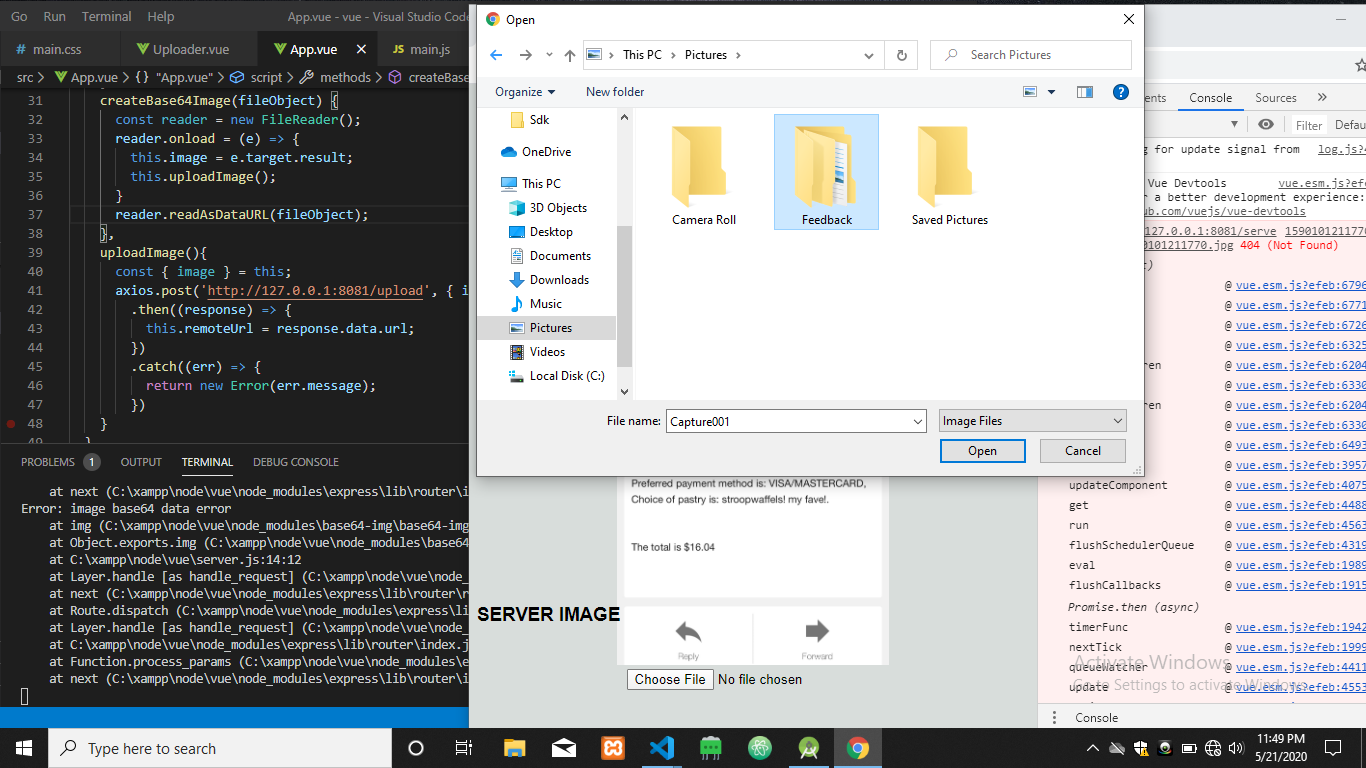 Go Run Terminal Help App.vue - vue - Visual Studio Cod
main.css Uploader.vue App.vue JS main.js
src > App.vue > {} "App.vue" > script > methods > createBase
31 createBase64Image(fileObject) {
32 const reader = new FileReader();
33 reader.onload = (e) => {
34 this.image = e.target.result;
35 this.uploadImage();
36 }
37 reader.readAsDataURL(fileObject);
38 },
39 uploadImage(){
40 const { image } = this;
41 axios.post('http://127.0.0.1:8081/upload', { i
42 .then((response) => {
43 this.remoteUrl = response.data.url;
44 })
45 .catch((err) => {
46 return new Error(err.message);
47 })
48 }
49 }
PROBLEMS 1 OUTPUT TERMINAL DEBUG CONSOLE
at next (C:\xampp\node\vue\node_modules\express\lib\router\i
Error: image base64 data error
at img (C:\xampp\node\vue\node_modules\base64-img\base64-img
at Object.exports.img (C:\xampp\node\vue\node_modules\base64
at C:\xampp\node\vue\server.js:14:12
at Layer.handle [as handle_request] (C:\xampp\node\vue\node_
at next (C:\xampp\node\vue\node_modules\express\lib\router\r
at Route.dispatch (C:\xampp\node\vue\node_modules\express\li
at Layer.handle [as handle_request] (C:\xampp\node\vue\node_
at C:\xampp\node\vue\node_modules\express\lib\router\index.j
at Function.process_params (C:\xampp\node\vue\node_modules\e
at next (C:\xampp\node\vue\node_modules\express\lib\router\i
Open
This PC > Pictures >
Search Pictures
Organize New folder
Sdk
OneDrive
This PC
3D Objects
Desktop
Documents
Downloads
Music
Pictures
Videos
Local Disk (C:)
Camera Roll
Feedback
Saved Pictures
File name: Capture001 Image Files
Open Cancel
Preferred payment method is: VISA/MASTERCARD,
Choice of pastry is: stroopwaffels! my fave!.
The total is $16.04
SERVER IMAGE
Reply Forward
Choose File No file chosen
ents Console Sources »
Filter Defau
g for update signal from log.js?4
Vue Devtools vue.esm.js?efe
r a better development experience:
ub.com/vuejs/vue-devtools
127.0.0.1:8081/serve 1590101211770
0101211770.jpg 404 (Not Found)
t)
@ vue.esm.js?efeb:6796
@ vue.esm.js?efeb:6771
@ vue.esm.js?efeb:6726
@ vue.esm.js?efeb:6325
ren @ vue.esm.js?efeb:6204
@ vue.esm.js?efeb:6330
ren @ vue.esm.js?efeb:6204
@ vue.esm.js?efeb:6330
@ vue.esm.js?efeb:6493
@ vue.esm.js?efeb:3957
updateComponent @ vue.esm.js?efeb:4075
get @ vue.esm.js?efeb:4488
run @ vue.esm.js?efeb:4563
flushSchedulerQueue @ vue.esm.js?efeb:4319
eval @ vue.esm.js?efeb:1989
flushCallbacks @ vue.esm.js?efeb:1915
Promise.then (async)
timerFunc @ vue.esm.js?efeb:1942
nextTick @ vue.esm.js?efeb:1999
queueWatcher @ vue.esm.js?efeb:4411
update @ vue.esm.js?efeb:4553
Activate Windows
Go to Settings to activate Windows.
Console
Type here to search
11:49 PM
5/21/2020